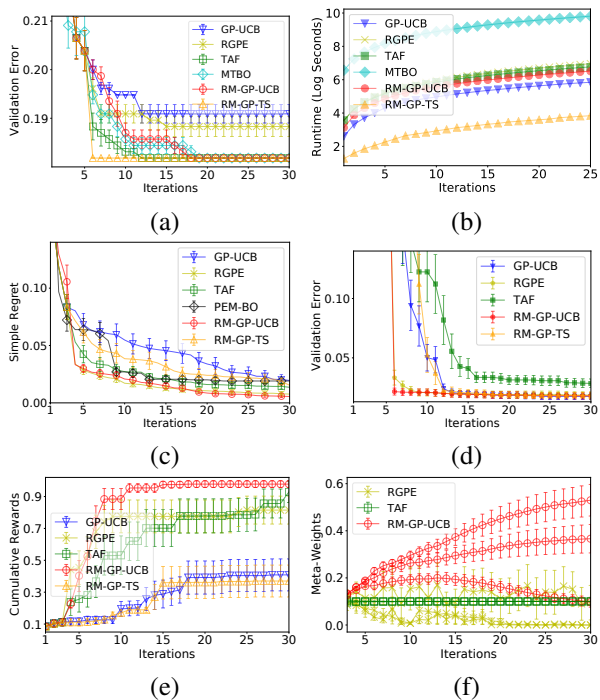 0.21
0.20
0.19
Validation Error
GP-UCB
RGPE
TAF
MTBO
RM-GP-UCB
RM-GP-TS
5 10 15 20 25
Iterations
(a)
10
8
6
4
2
0
Runtime (Log Seconds)
GP-UCB
RGPE
TAF
MTBO
RM-GP-UCB
RM-GP-TS
5 10 15 20 25
Iterations
(b)
0.10
0.05
0.00
Simple Regret
GP-UCB
RGPE
TAF
PEM-BO
RM-GP-UCB
RM-GP-TS
1 5 10 15 20 25 30
Iterations
(c)
0.10
0.05
Validation Error
GP-UCB
RGPE
TAF
RM-GP-UCB
RM-GP-TS
1 5 10 15 20 25 30
Iterations
(d)
0.9
0.7
0.5
0.3
0.1
Cumulative Rewards
GP-UCB
RGPE
TAF
RM-GP-UCB
RM-GP-TS
1 5 10 15 20 25 30
Iterations
(e)
0.6
0.4
0.2
0.0
Meta-Weights
RGPE
TAF
RM-GP-UCB
5 10 15 20 25 30
Iterations
(f)